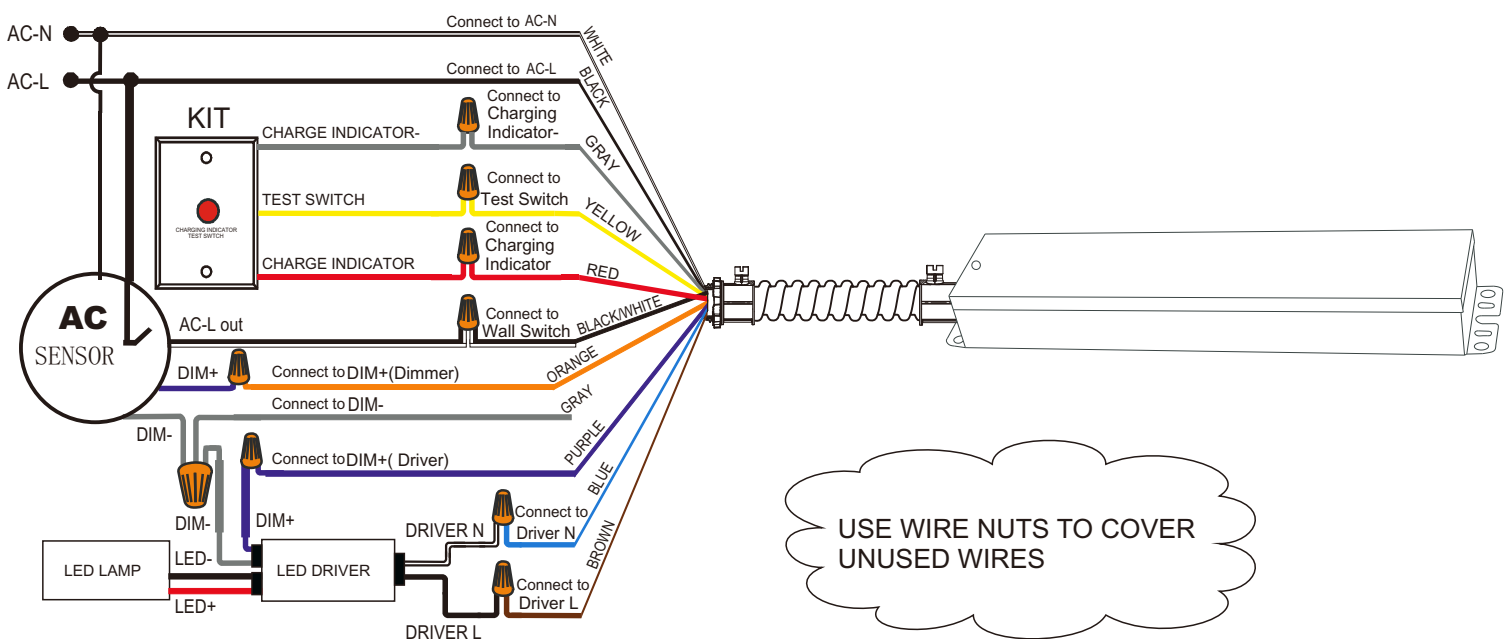 AC-N
Connect to AC-N
WHITE
AC-L
Connect to AC-L
BLACK
KIT
CHARGE INDICATOR-
Connect to
Charging
Indicator-
GRAY
TEST SWITCH
Connect to
Test Switch
YELLOW
CHARGING INDICATOR
TEST SWTCH
CHARGE INDICATOR
Connect to
Charging
Indicator
RED
AC
SENSOR
AC-L out
Connect to
Wall Switch
BLACK/WHITE
DIM+
Connect to DIM+(Dimmer)
ORANGE
DIM-
Connect to DIM-
GRAY
Connect to DIM+( Driver)
PURPLE
DIM-
DIM+
DRIVER N
Connect to
Driver N
BLUE
LED LAMP
LED-
LED+
LED DRIVER
DRIVER L
Connect to
Driver L
BROWN
USE WIRE NUTS TO COVER
UNUSED WIRES